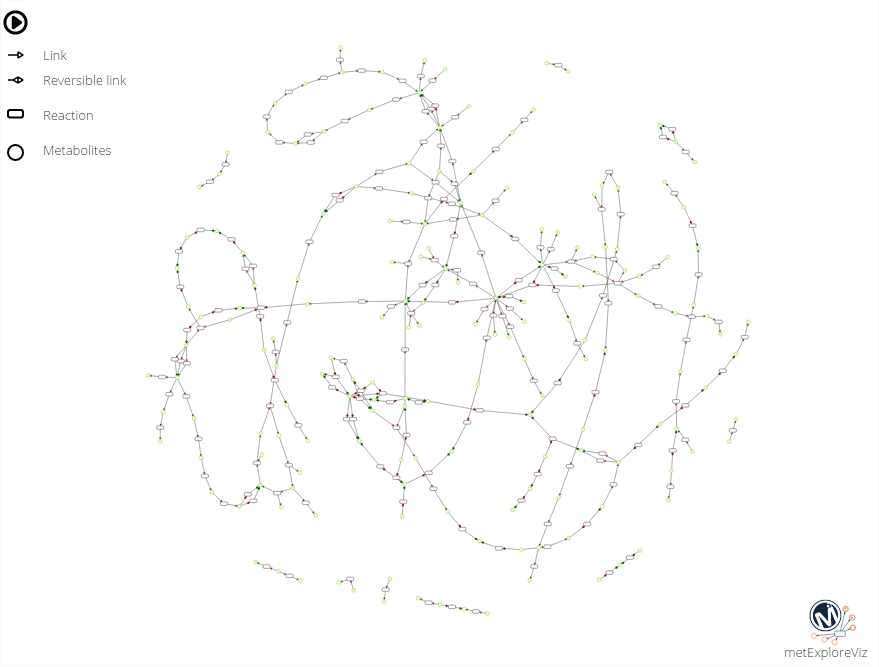 Link
Reversible link
Reaction
Metabolites
M
metExploreViz